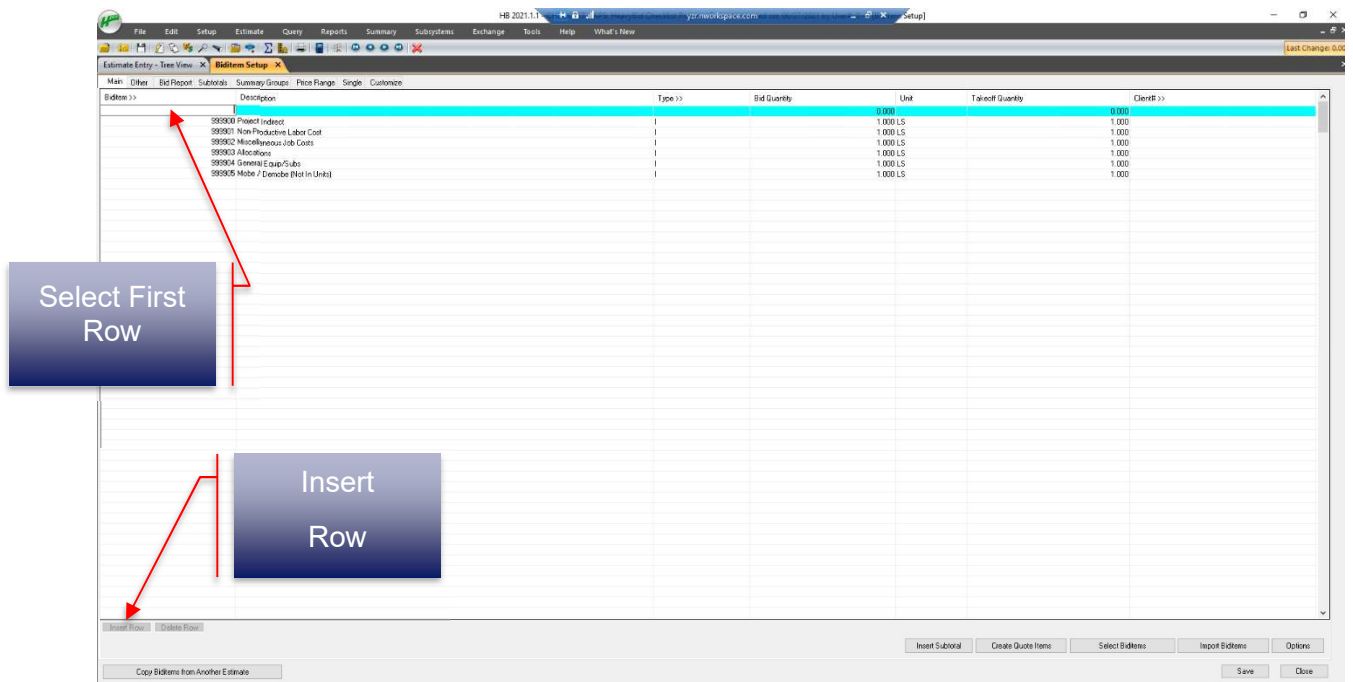 HB 2021.1.1 yzr.nworkspace.com Setup]
File Edit Setup Estimate Query Reports Summary Subsystems Exchange Tools Help What's New
Last Change: 0.00
Estimate Entry - Tree View X Biditem Setup X
Main Other Bid Report Subtotals Summary Groups Price Range Single Customize
Biditem >> Description Type >> Bid Quantity Unit Takeoff Quantity Client# >>
0.000 0.000
999900 Project Indirect I 1.000 LS 1.000
999901 Non-Productive Labor Cost I 1.000 LS 1.000
999902 Miscellaneous Job Costs I 1.000 LS 1.000
999903 Allocations I 1.000 LS 1.000
999904 General Equip/Subs I 1.000 LS 1.000
999905 Mobe / Demobe (Not In Units) I 1.000 LS 1.000
Select First
Row
Insert
Row
Insert Row Delete Row
Insert Subtotal Create Quote Items Select Biditems Import Biditems Options
Copy Biditems from Another Estimate Save Close